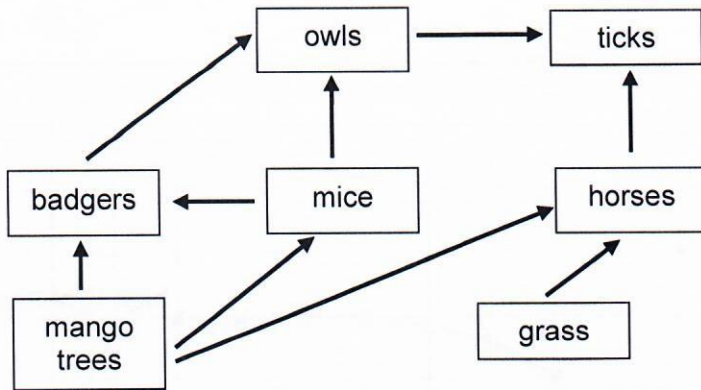 owls
ticks
badgers
mice
horses
mango
trees
grass